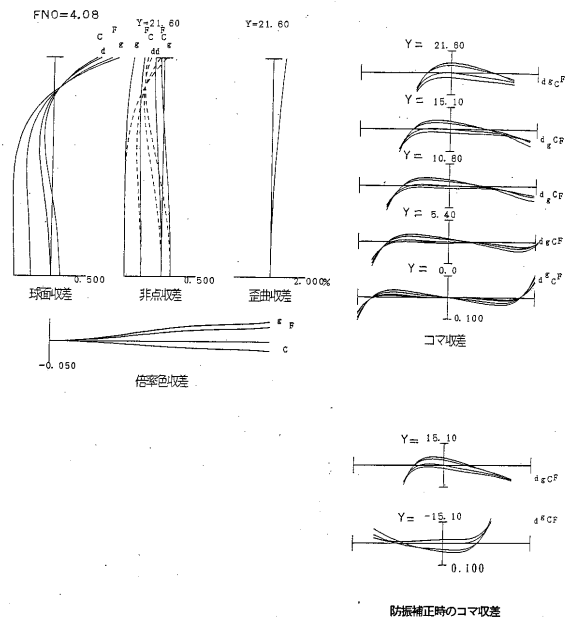 FNO=4.08
C F
d g
0.500
球面収差
Y=21.60
F F
g C C
d d g
0.500
非点収差
Y=21.60
2.000%
歪曲収差
g F
C
-0.050
倍率色収差
Y= 21.60
d g C F
Y= 15.10
d g C F
Y= 10.80
d g C F
Y= 5.40
d g C F
Y= 0.0
d g C F
0.100
コマ収差
Y= 15.10
d g C F
Y= -15.10
d g C F
0.100
防振補正時のコマ収差